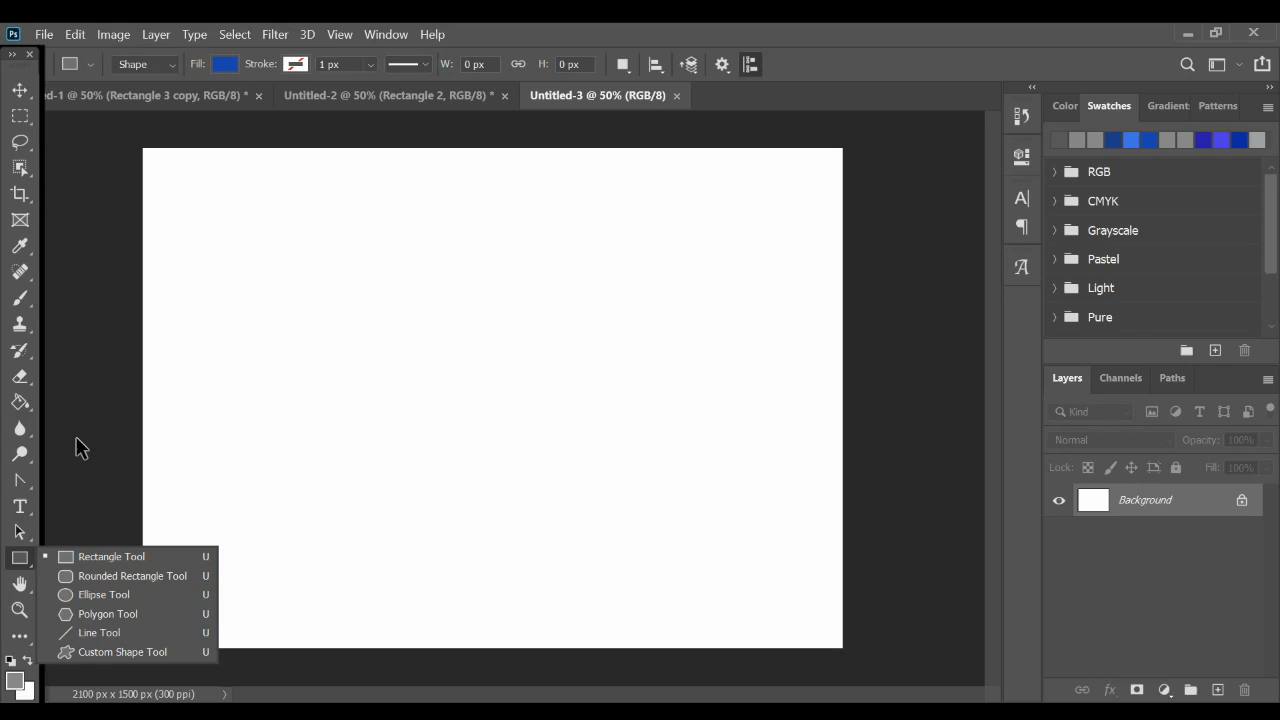 Ps File Edit Image Layer Type Select Filter 3D View Window Help
Shape Fill: Stroke: 1 px W: 0 px H: 0 px
ed-1 @ 50% (Rectangle 3 copy, RGB/8) * Untitled-2 @ 50% (Rectangle 2, RGB/8) * Untitled-3 @ 50% (RGB/8)
Color Swatches Gradient Patterns
RGB
CMYK
Grayscale
Pastel
Light
Pure
Layers Channels Paths
Kind
Normal Opacity: 100%
Lock: Fill: 100%
Background
Rectangle Tool U
Rounded Rectangle Tool U
Ellipse Tool U
Polygon Tool U
Line Tool U
Custom Shape Tool U
2100 px x 1500 px (300 ppi)